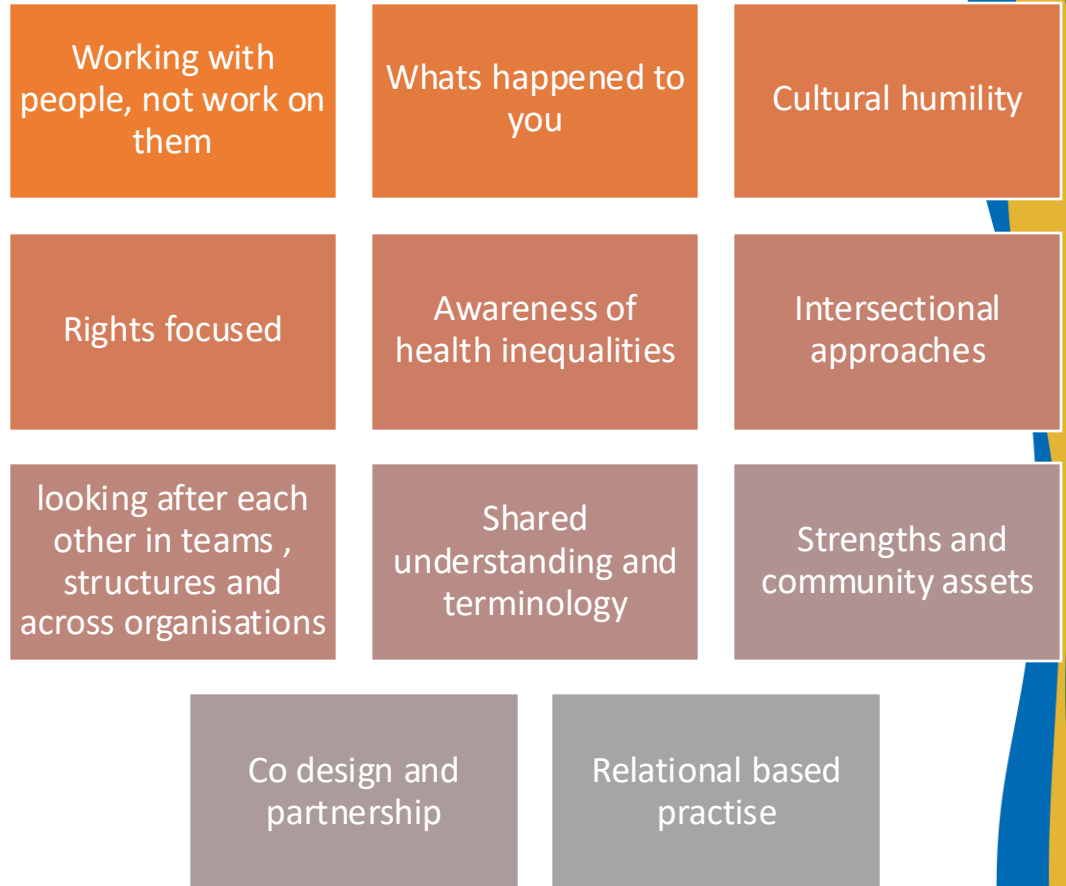 Working with
people, not work on
them
Whats happened to
you
Cultural humility
Rights focused
Awareness of
health inequalities
Intersectional
approaches
looking after each
other in teams ,
structures and
across organisations
Shared
understanding and
terminology
Strengths and
community assets
Co design and
partnership
Relational based
practise